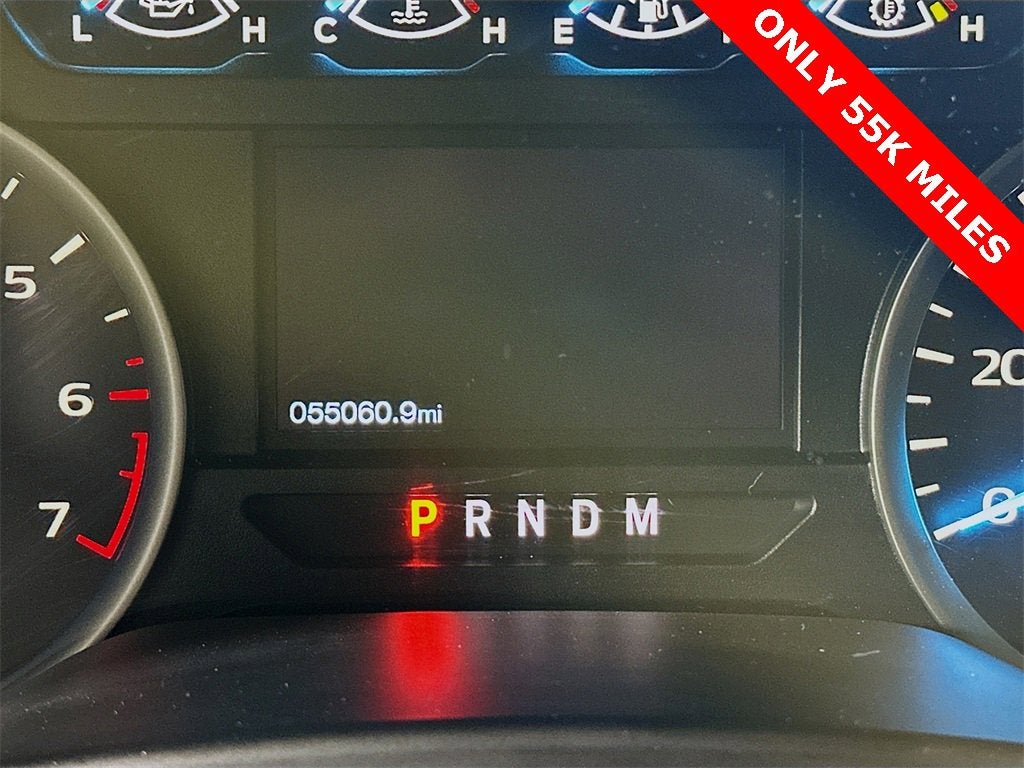 L H C H E H
ONLY 55K MILES
5
6
7
20
0
055060.9mi
P R N D M